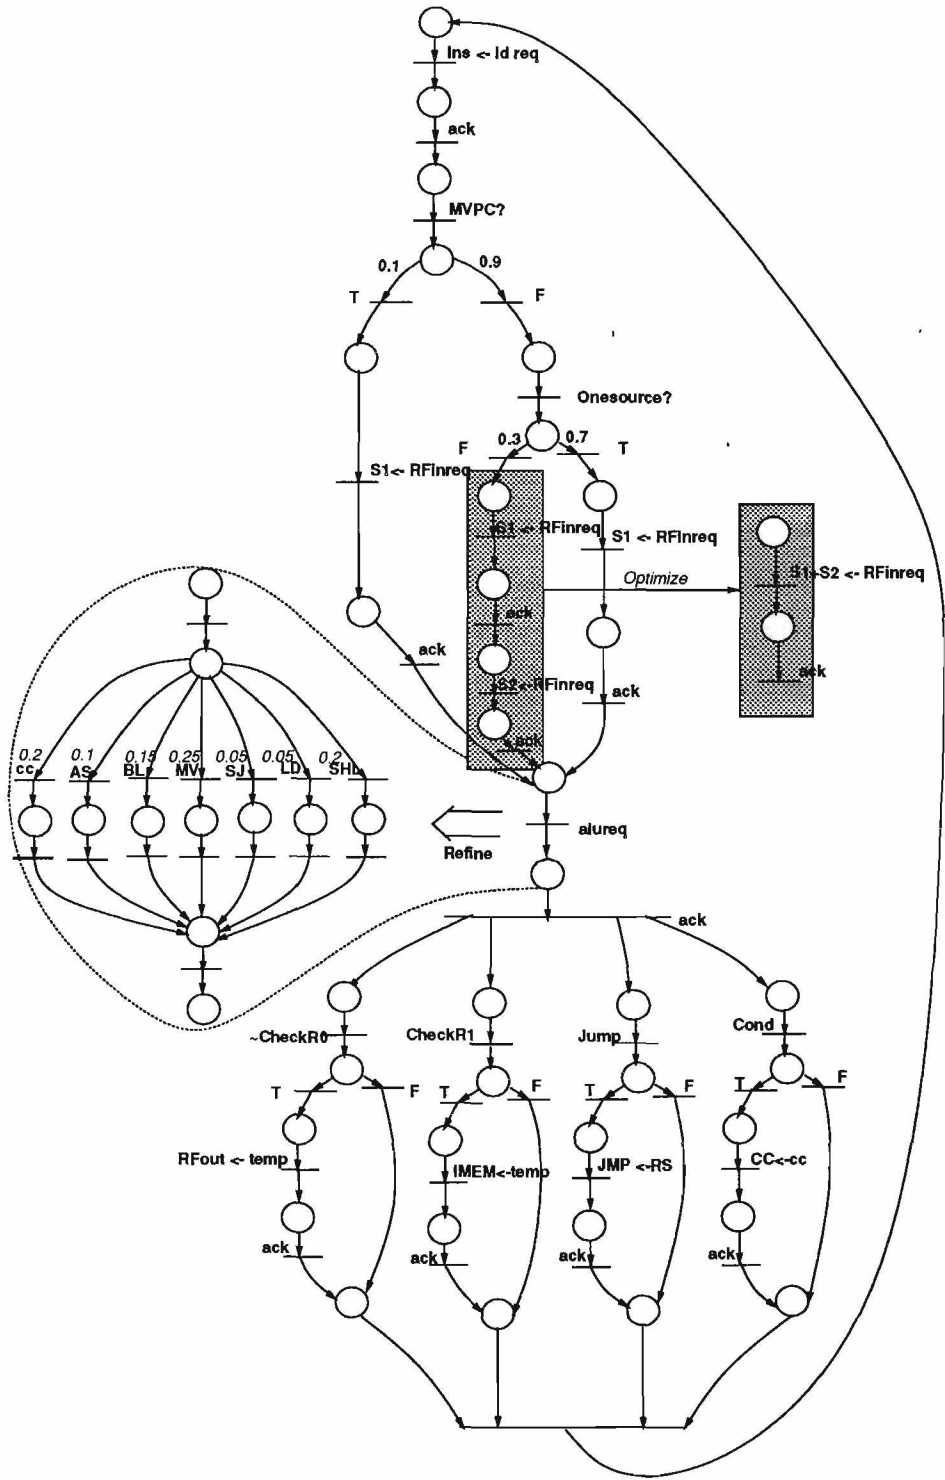 Ins <- Id req
ack
MVPC?
0.1 0.9
T F
Onesource?
0.3 0.7
F T
S1<- RFinreq
S1 <- RFinreq
S1 <- RFinreq
Optimize
S1+S2 <- RFinreq
ack
ack
S2<-RFinreq
ack
ack
ack
ack
0.2 0.1 0.15 0.25 0.05 0.05 0.2
cc AS BL MV SJ LD SHL
alureq
Refine
ack
~CheckR0 CheckR1 Jump Cond
T F T F T F T F
RFout <- temp IMEM<-temp JMP <-RS CC<-cc
ack ack ack ack